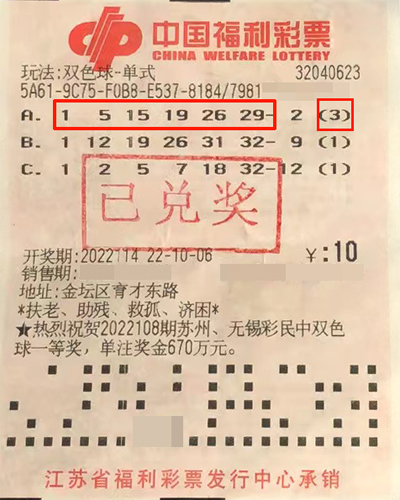 中国福利彩票
CHINA WELFARE LOTTERY
玩法:双色球-单式 32040623
5A61-9C75-F0B8-E537-8184/7981
A. 1 5 15 19 26 29- 2 (3)
B. 1 12 19 26 31 32- 9 (1)
C. 1 2 5 7 18 32-12 (1)
已兑奖
开奖期:2022114 22-10-06 ¥:10
销售期:
地址:金坛区育才东路
*扶老、助残、救孤、济困*
★热烈祝贺2022108期苏州、无锡彩民中双色
球一等奖,单注奖金670万元。
江苏省福利彩票发行中心承销